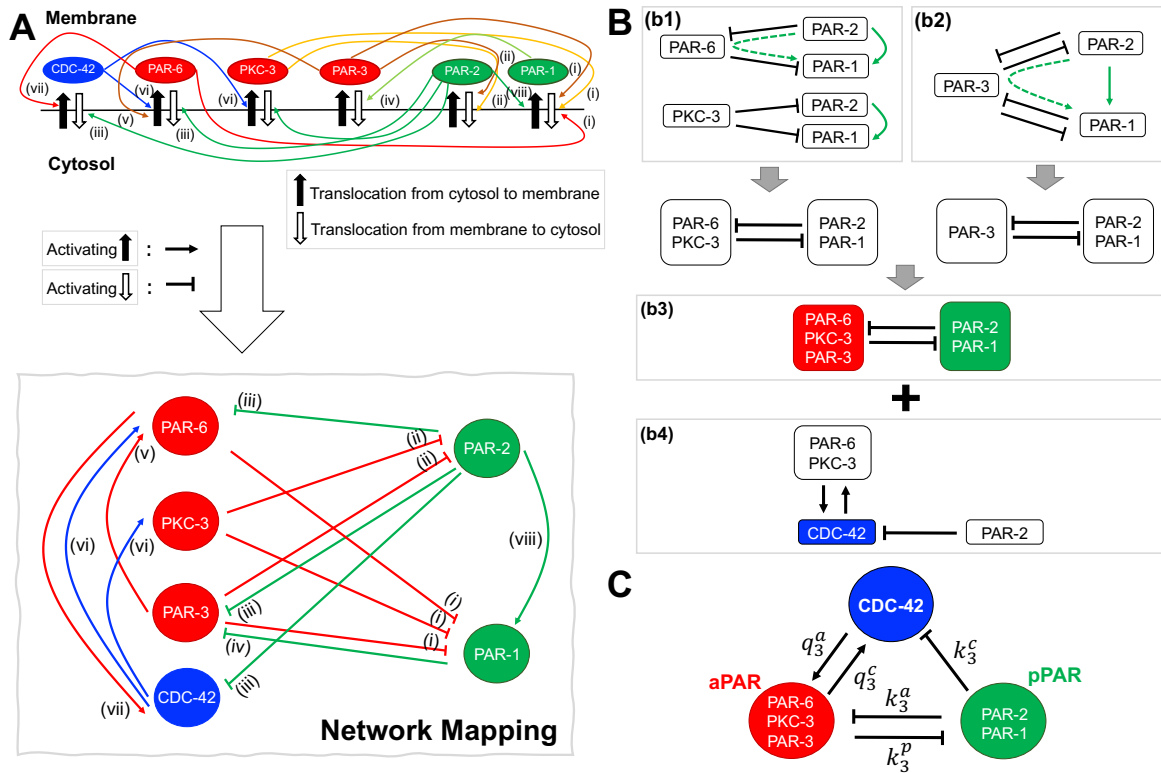 A
Membrane
CDC-42
PAR-6
PKC-3
PAR-3
PAR-2
PAR-1
(vii)
(v)
(iii)
(vi)
(iii)
(vi)
(iv)
(ii)
(ii)
(viii)
(i)
(i)
(i)
Cytosol
Translocation from cytosol to membrane
Translocation from membrane to cytosol
Activating :
Activating :
PAR-6
PKC-3
PAR-3
CDC-42
PAR-2
PAR-1
(iii)
(ii)
(ii)
(v)
(vi)
(vi)
(viii)
(i)
(i)
(i)
(iii)
(iv)
(iii)
(vii)
Network Mapping
B
(b1)
PAR-6
PAR-2
PAR-1
PKC-3
PAR-2
PAR-1
(b2)
PAR-3
PAR-2
PAR-1
PAR-6
PKC-3
PAR-2
PAR-1
PAR-3
PAR-2
PAR-1
(b3)
PAR-6
PKC-3
PAR-3
PAR-2
PAR-1
+
(b4)
PAR-6
PKC-3
CDC-42
PAR-2
C
CDC-42
q₃ᵃ
q₃ᶜ
k₃ᶜ
aPAR
pPAR
k₃ᵃ
k₃ᵖ
PAR-6
PKC-3
PAR-3
PAR-2
PAR-1